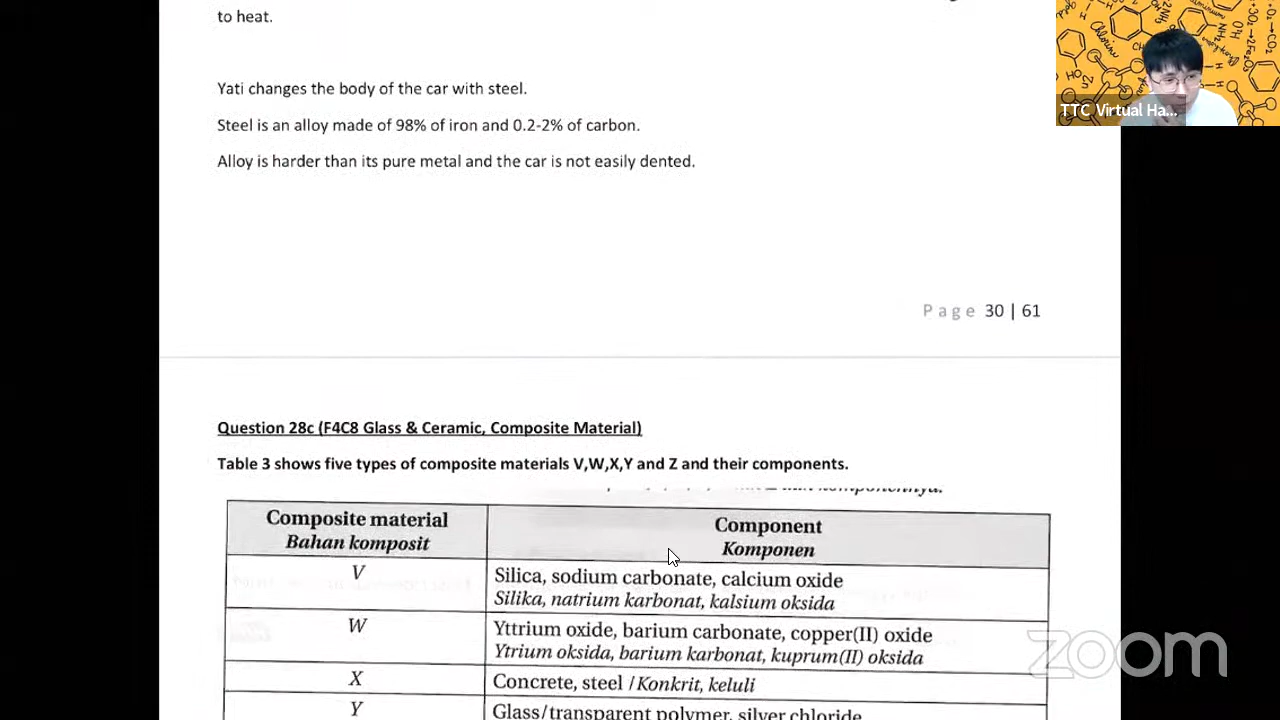 to heat.
Yati changes the body of the car with steel.
Steel is an alloy made of 98% of iron and 0.2-2% of carbon.
Alloy is harder than its pure metal and the car is not easily dented.
Page 30 | 61
Question 28c (F4C8 Glass & Ceramic, Composite Material)
Table 3 shows five types of composite materials V,W,X,Y and Z and their components.
Composite material
Bahan komposit
Component
Komponen
V
Silica, sodium carbonate, calcium oxide
Silika, natrium karbonat, kalsium oksida
W
Yttrium oxide, barium carbonate, copper(II) oxide
Ytrium oksida, barium karbonat, kuprum(II) oksida
X
Concrete, steel / Konkrit, keluli
Y
Glass/transparent polymer, silver chloride
TTC Virtual Ha...
zoom